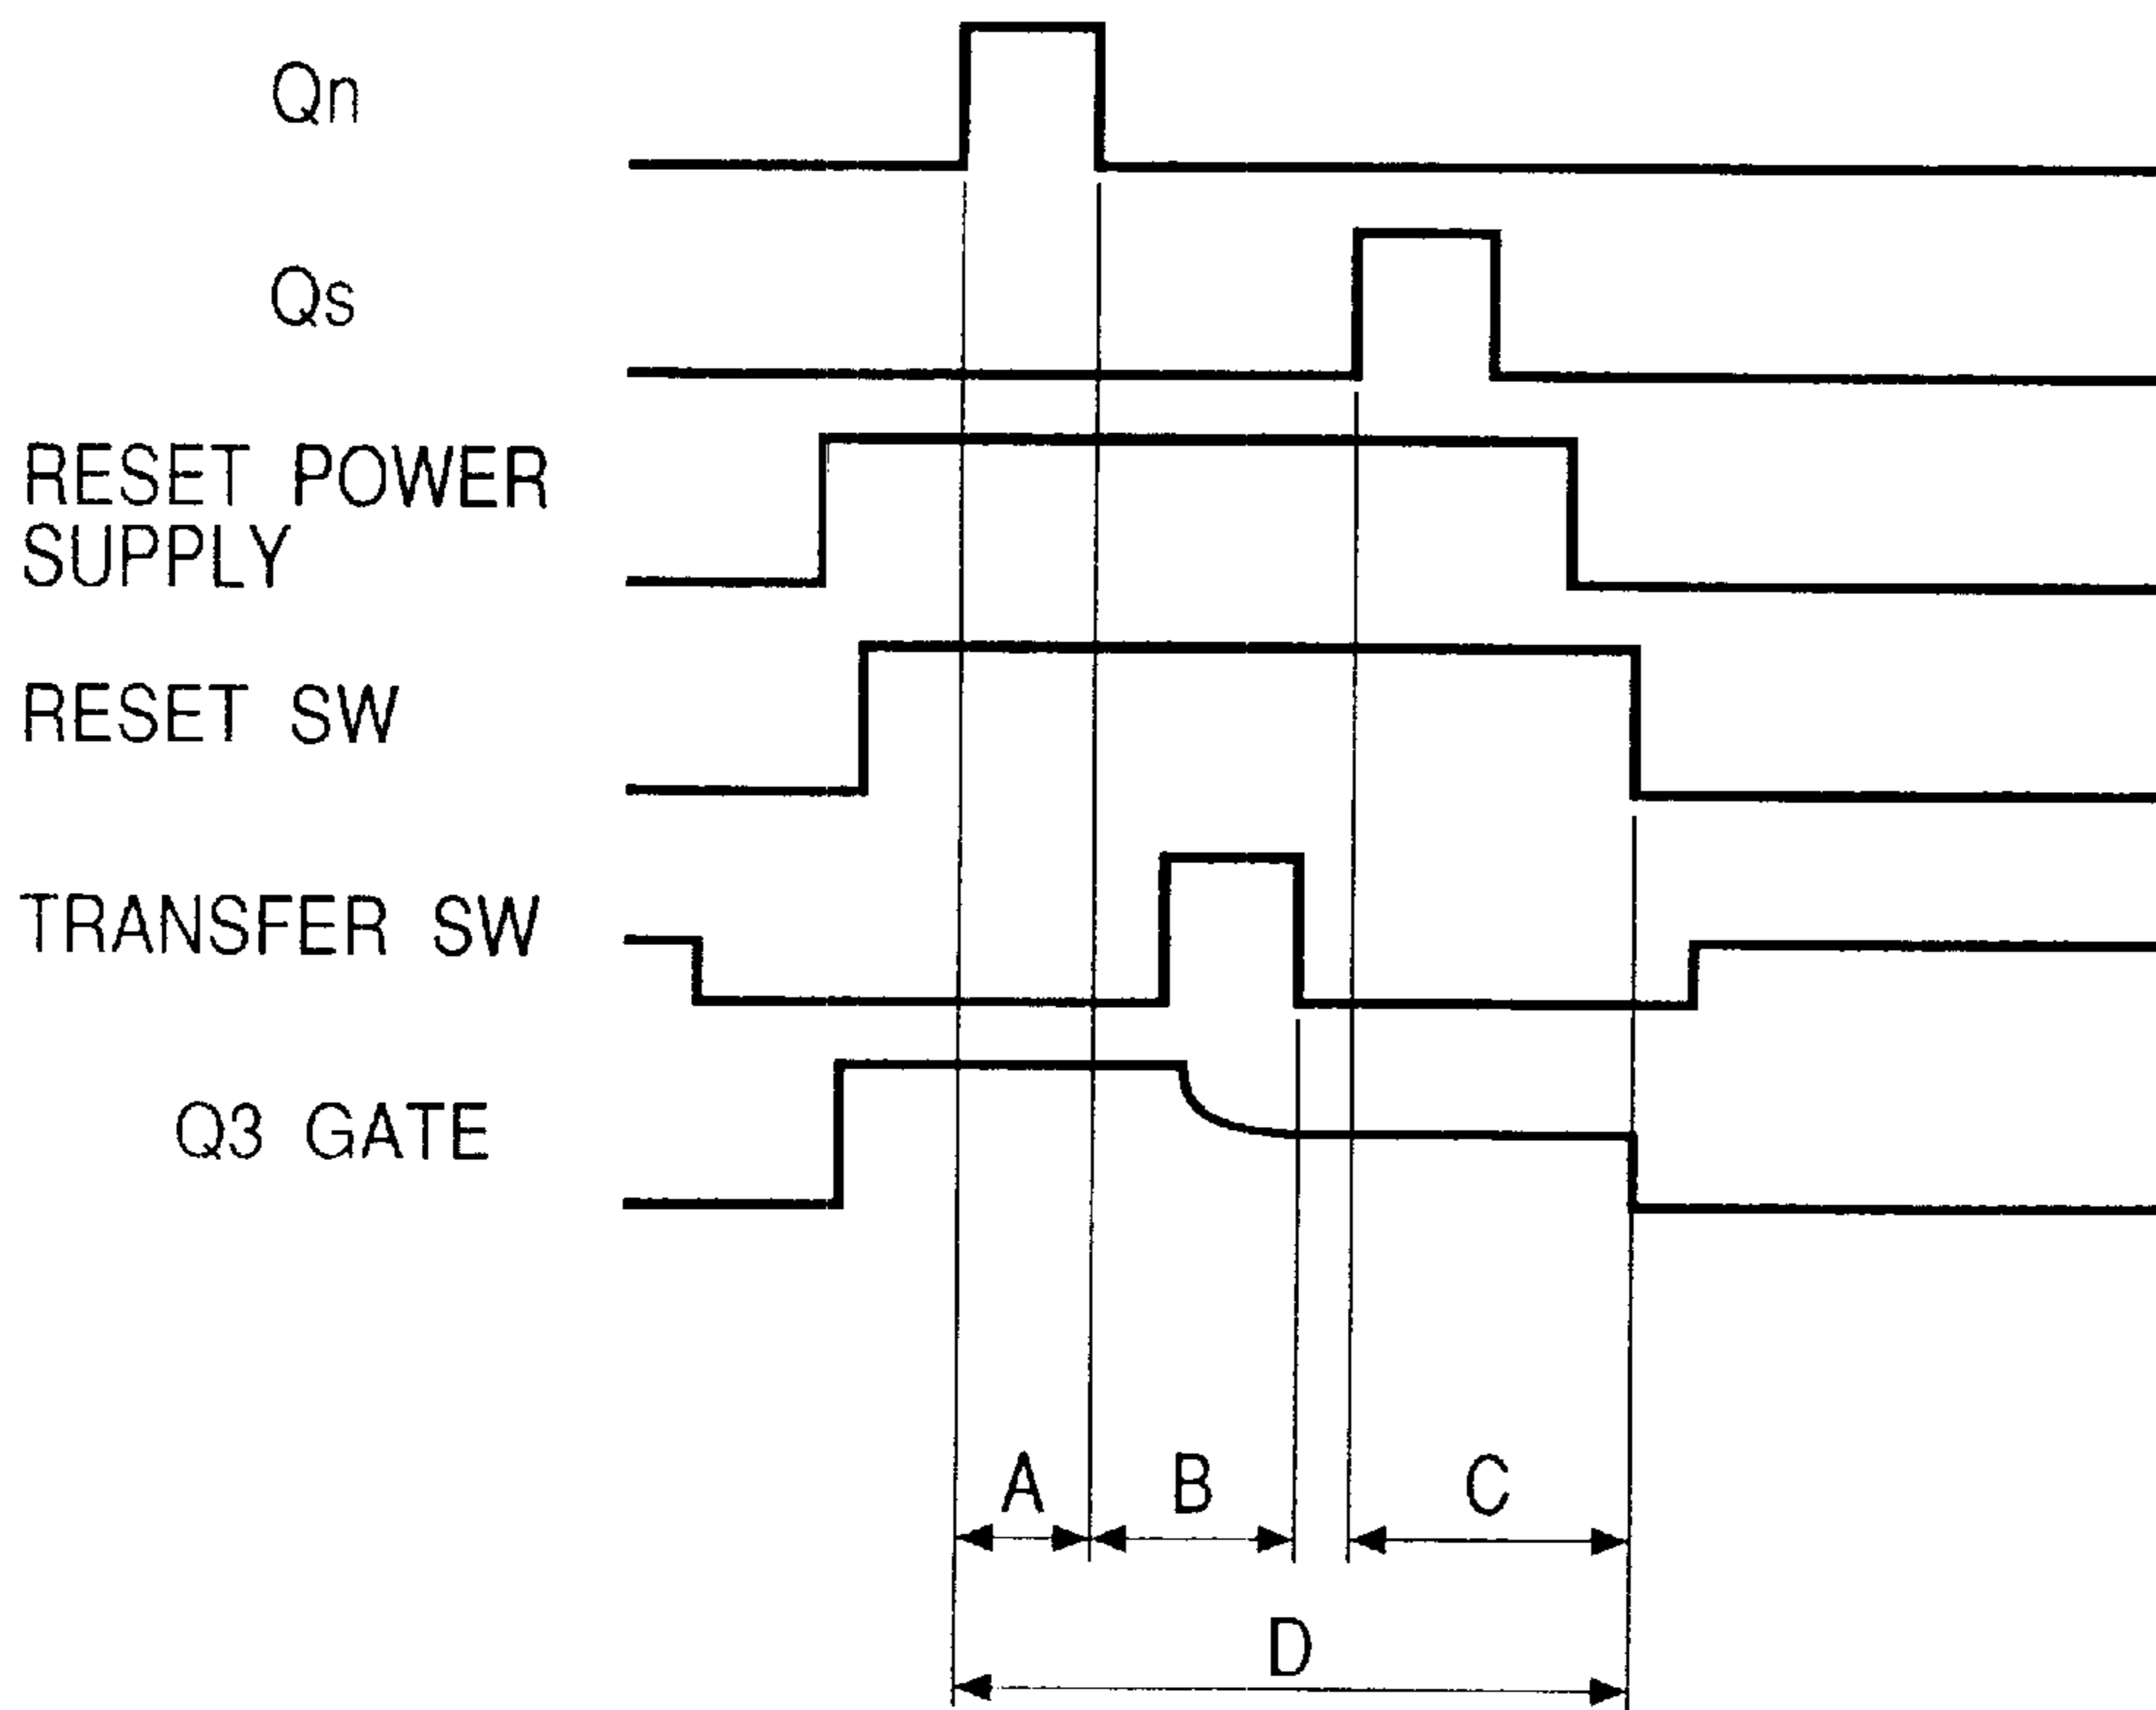 Qn
Qs
RESET POWER
SUPPLY
RESET SW
TRANSFER SW
Q3 GATE
A B C
D